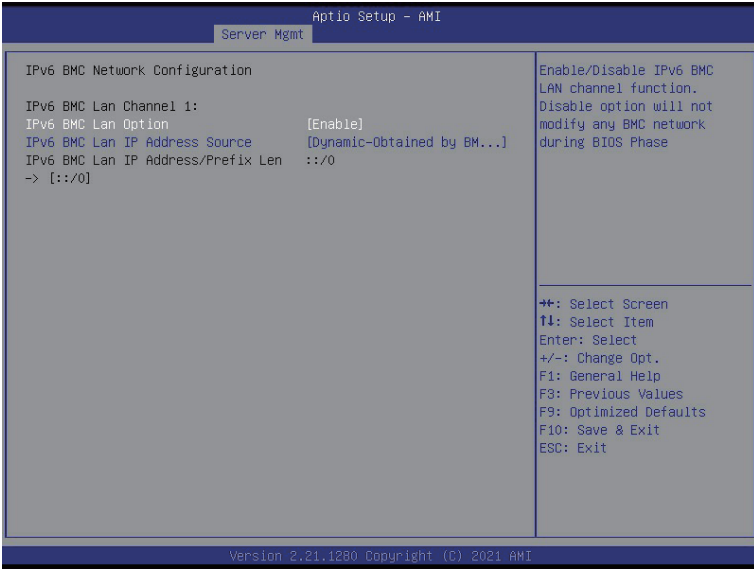 Aptio Setup – AMI
Server Mgmt
IPv6 BMC Network Configuration
IPv6 BMC Lan Channel 1:
IPv6 BMC Lan Option [Enable]
IPv6 BMC Lan IP Address Source [Dynamic-Obtained by BM...]
IPv6 BMC Lan IP Address/Prefix Len ::/0
-> [::/0]
Enable/Disable IPv6 BMC
LAN channel function.
Disable option will not
modify any BMC network
during BIOS Phase
→←: Select Screen
↑↓: Select Item
Enter: Select
+/-: Change Opt.
F1: General Help
F3: Previous Values
F9: Optimized Defaults
F10: Save & Exit
ESC: Exit
Version 2.21.1280 Copyright (C) 2021 AMI